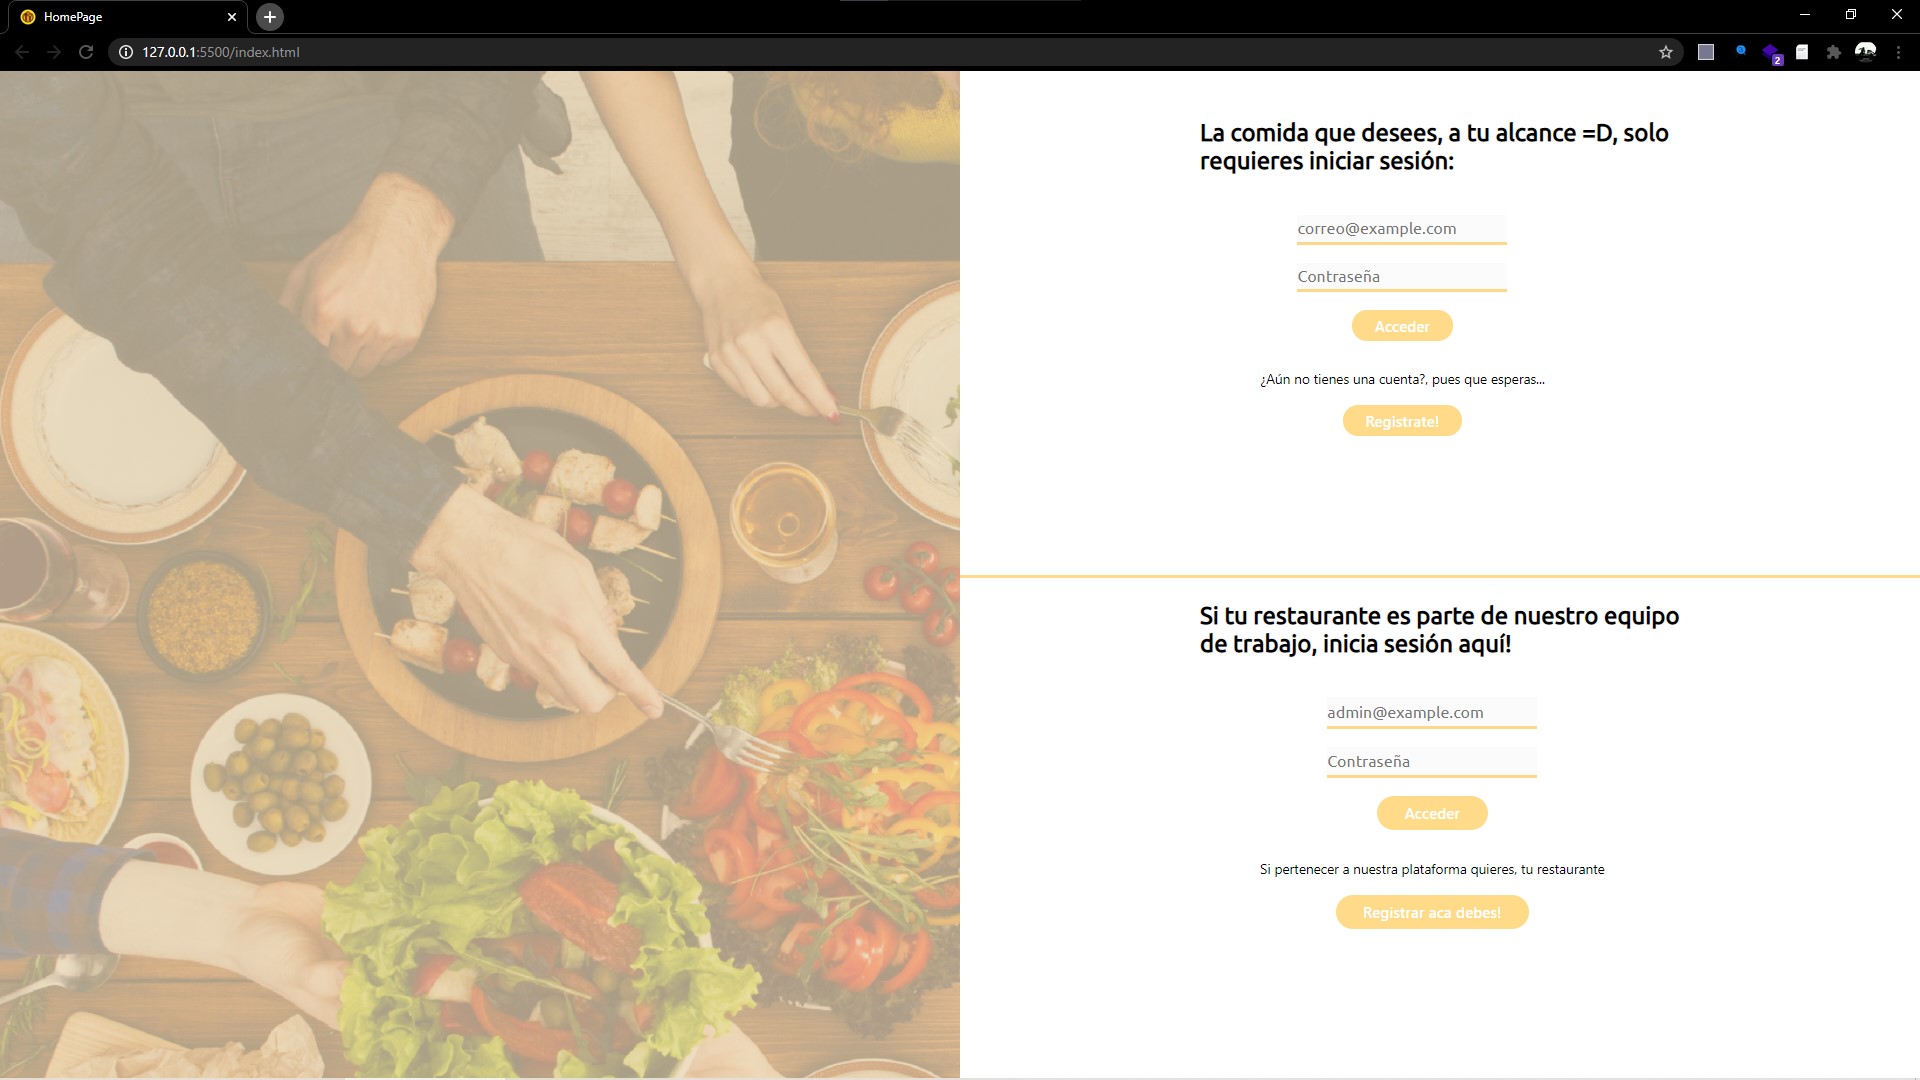 HomePage
127.0.0.1:5500/index.html
2
La comida que desees, a tu alcance =D, solo
requieres iniciar sesión:
correo@example.com
Contraseña
Acceder
¿Aún no tienes una cuenta?, pues que esperas...
Registrate!
Si tu restaurante es parte de nuestro equipo
de trabajo, inicia sesión aquí!
admin@example.com
Contraseña
Acceder
Si pertenecer a nuestra plataforma quieres, tu restaurante
Registrar aca debes!